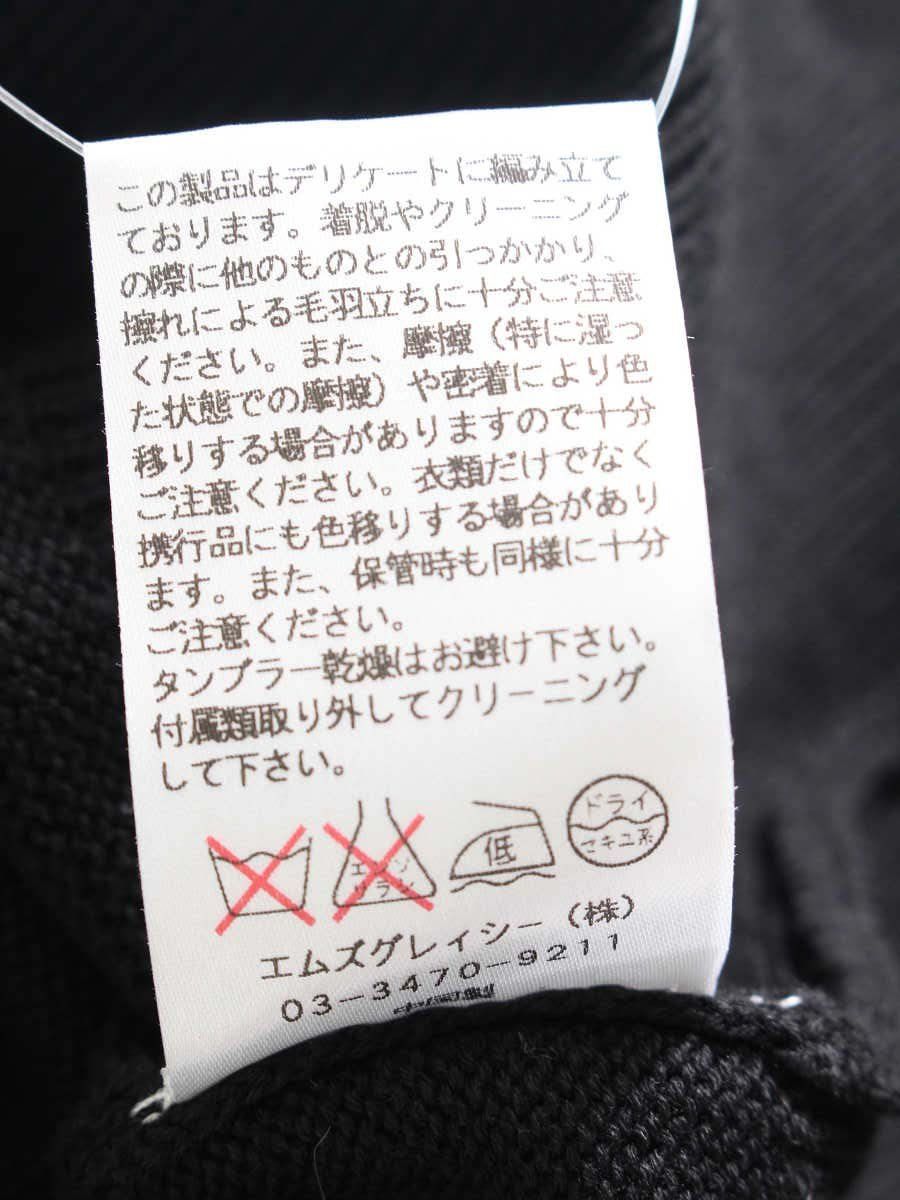 この製品はデリケートに編み立て
ております。着脱やクリーニング
の際に他のものとの引っかかり、
擦れによる毛羽立ちに十分ご注意
ください。また、摩擦（特に湿っ
た状態での摩擦）や密着により色
移りする場合がありますので十分
ご注意ください。衣類だけでなく
携行品にも色移りする場合があり
ます。また、保管時も同様に十分
ご注意ください。
タンブラー乾燥はお避け下さい。
付属類取り外してクリーニング
して下さい。
エンソ
サラシ
低
ドライ
セキユ系
エムズグレイシー（株）
03-3470-9211
中国製